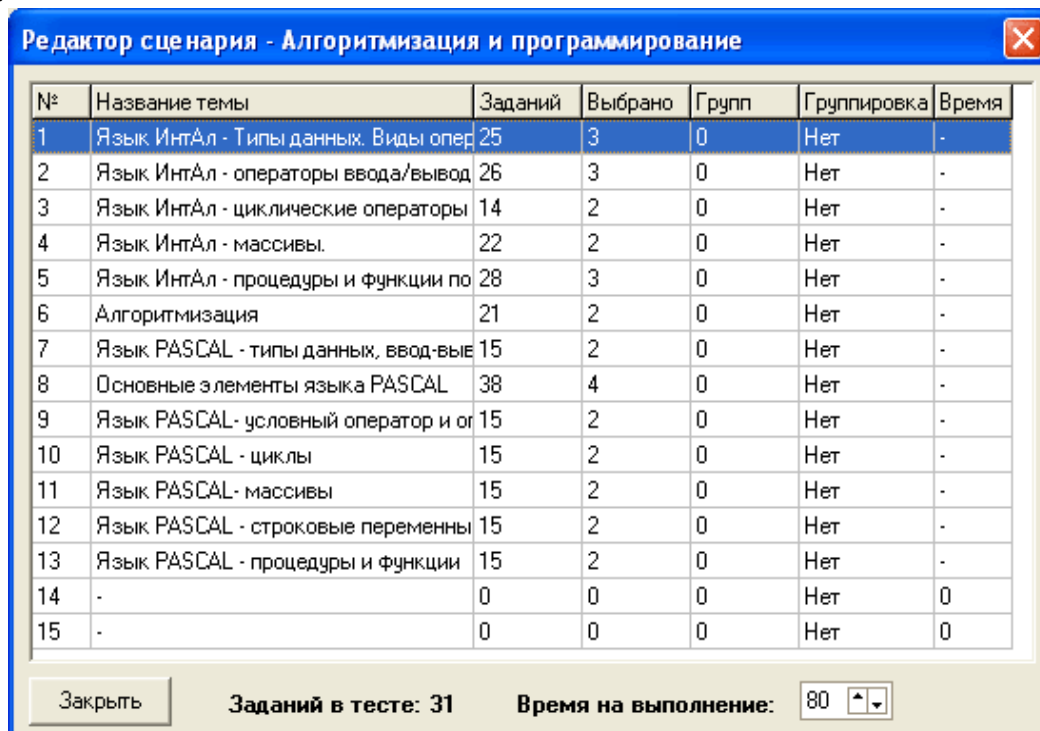 Редактор сценария - Алгоритмизация и программирование
№ Название темы Заданий Выбрано Групп Группировка Время
1 Язык ИнтАл - Типы данных. Виды опер 25 3 0 Нет -
2 Язык ИнтАл - операторы ввода/вывод 26 3 0 Нет -
3 Язык ИнтАл - циклические операторы 14 2 0 Нет -
4 Язык ИнтАл - массивы. 22 2 0 Нет -
5 Язык ИнтАл - процедуры и функции по 28 3 0 Нет -
6 Алгоритмизация 21 2 0 Нет -
7 Язык PASCAL - типы данных, ввод-выв 15 2 0 Нет -
8 Основные элементы языка PASCAL 38 4 0 Нет -
9 Язык PASCAL- условный оператор и оп 15 2 0 Нет -
10 Язык PASCAL - циклы 15 2 0 Нет -
11 Язык PASCAL- массивы 15 2 0 Нет -
12 Язык PASCAL - строковые переменны 15 2 0 Нет -
13 Язык PASCAL - процедуры и функции 15 2 0 Нет -
14 - 0 0 0 Нет 0
15 - 0 0 0 Нет 0
Закрыть Заданий в тесте: 31 Время на выполнение: 80